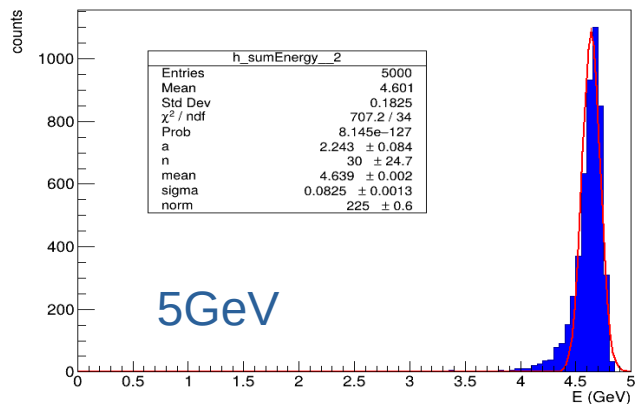 counts
1000
800
600
400
200
0
h_sumEnergy__2
Entries 5000
Mean 4.601
Std Dev 0.1825
χ² / ndf 707.2 / 34
Prob 8.145e−127
a 2.243 ± 0.084
n 30 ± 24.7
mean 4.639 ± 0.002
sigma 0.0825 ± 0.0013
norm 225 ± 0.6
5GeV
0 0.5 1 1.5 2 2.5 3 3.5 4 4.5 5
E (GeV)